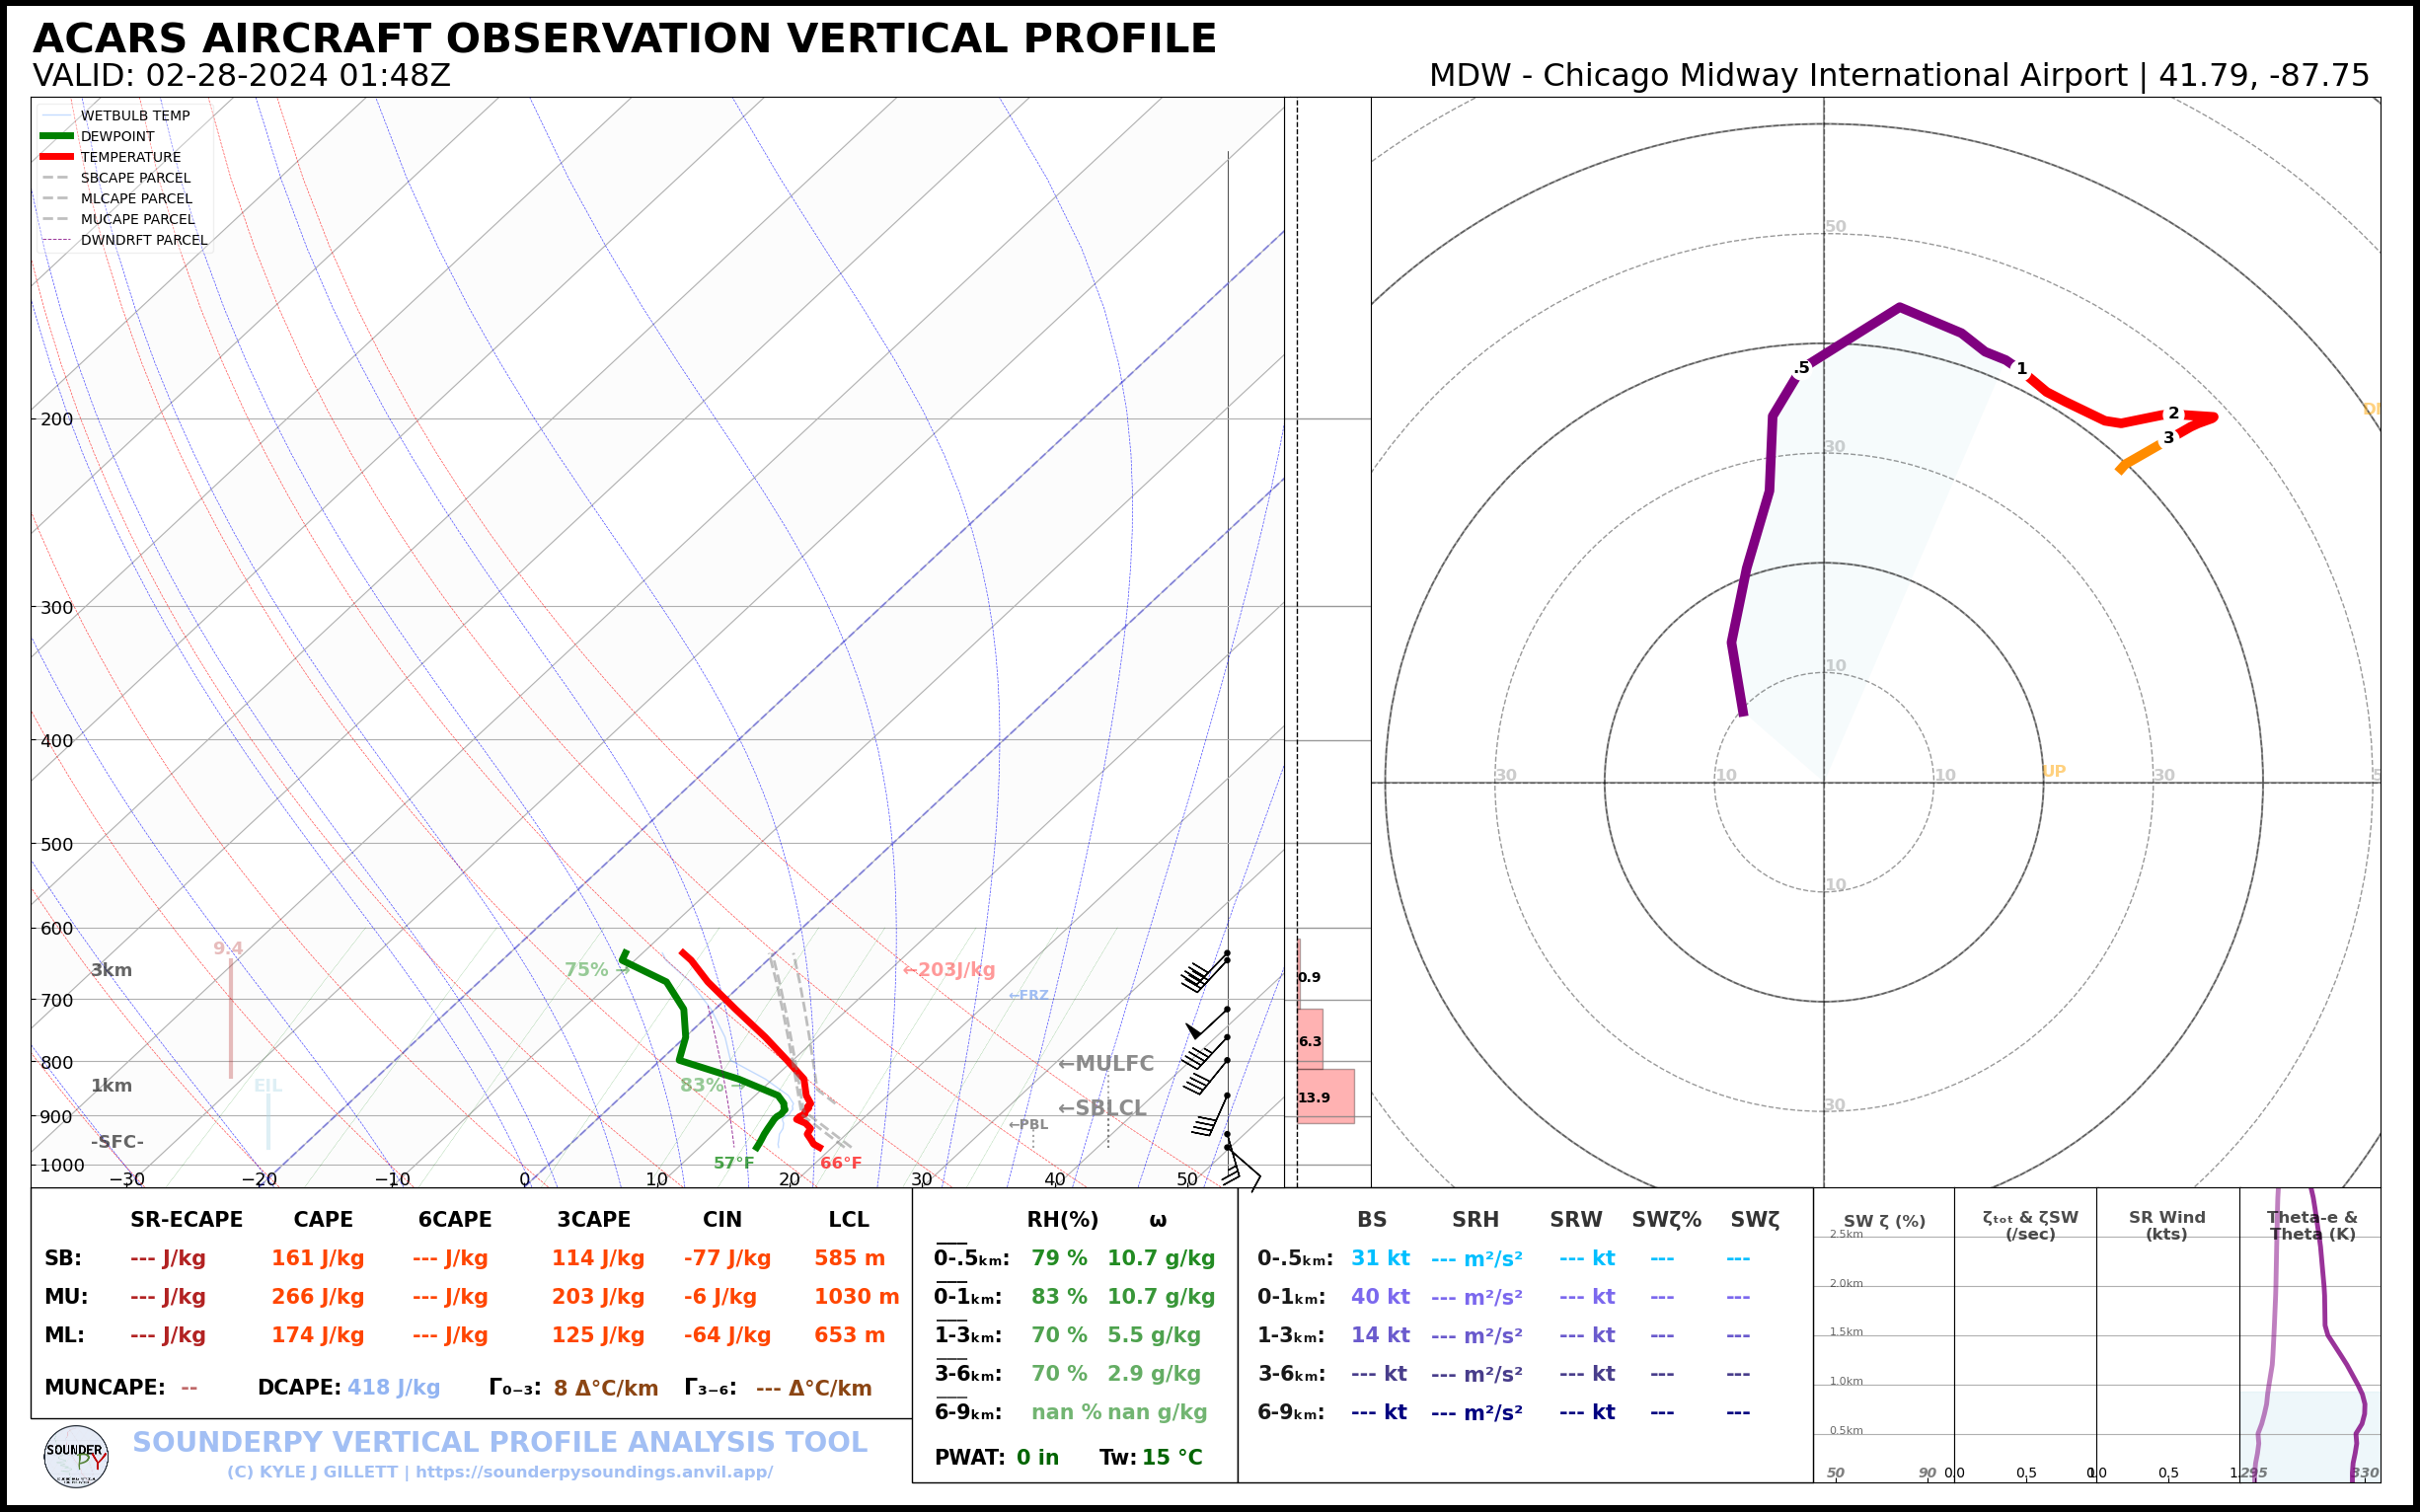 ACARS AIRCRAFT OBSERVATION VERTICAL PROFILE
VALID: 02-28-2024 01:48Z
MDW - Chicago Midway International Airport | 41.79, -87.75
WETBULB TEMP
DEWPOINT
TEMPERATURE
SBCAPE PARCEL
MLCAPE PARCEL
MUCAPE PARCEL
DWNDRFT PARCEL
200
300
400
500
600
700
800
900
1000
−30 −20 −10 0 10 20 30 40 50
9.4
3km
1km
-SFC-
EIL
75% →
83% →
←203J/kg
←FRZ
←MULFC
←SBLCL
←PBL
57°F
66°F
0.9
6.3
13.9
50
30
10
30 10 10 UP 30 5
10
30
.5
1
2
3
SR-ECAPE CAPE 6CAPE 3CAPE CIN LCL
SB: --- J/kg 161 J/kg --- J/kg 114 J/kg -77 J/kg 585 m
MU: --- J/kg 266 J/kg --- J/kg 203 J/kg -6 J/kg 1030 m
ML: --- J/kg 174 J/kg --- J/kg 125 J/kg -64 J/kg 653 m
MUNCAPE: -- DCAPE: 418 J/kg Γ₀₋₃: 8 Δ°C/km Γ₃₋₆: --- Δ°C/km
RH(%) ω
0-.5ₖₘ: 79 % 10.7 g/kg
0-1ₖₘ: 83 % 10.7 g/kg
1-3ₖₘ: 70 % 5.5 g/kg
3-6ₖₘ: 70 % 2.9 g/kg
6-9ₖₘ: nan % nan g/kg
PWAT: 0 in Tw: 15 °C
BS SRH SRW SWζ% SWζ
0-.5ₖₘ: 31 kt --- m²/s² --- kt --- ---
0-1ₖₘ: 40 kt --- m²/s² --- kt --- ---
1-3ₖₘ: 14 kt --- m²/s² --- kt --- ---
3-6ₖₘ: --- kt --- m²/s² --- kt --- ---
6-9ₖₘ: --- kt --- m²/s² --- kt --- ---
SW ζ (%)
2.5km
2.0km
1.5km
1.0km
0.5km
50 90
ζₜₒₜ & ζSW
(/sec)
0.0 0,5
SR Wind
(kts)
0.0 0,5
Theta-e &
Theta (K)
295 330
SOUNDERPY
SOUNDERPY VERTICAL PROFILE ANALYSIS TOOL
(C) KYLE J GILLETT | https://sounderpysoundings.anvil.app/